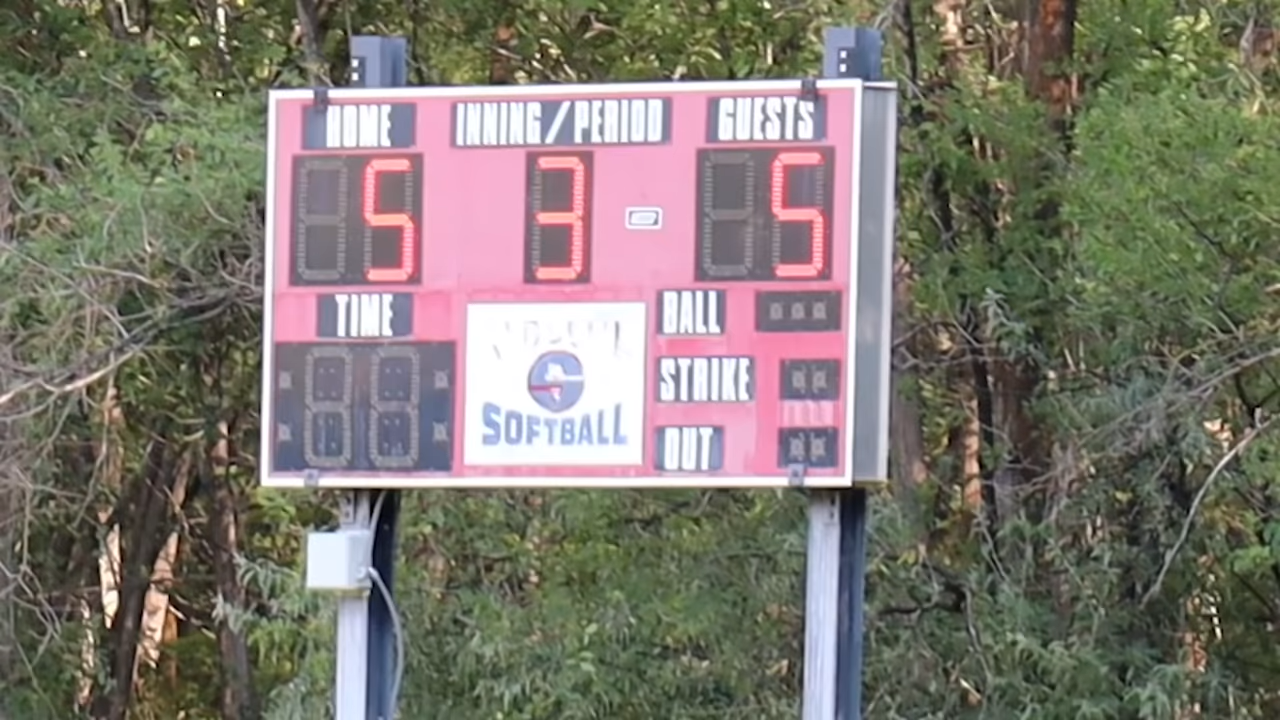 HOME INNING/PERIOD GUESTS
5 3 5
TIME
BALL
STRIKE
OUT
SOFTBALL